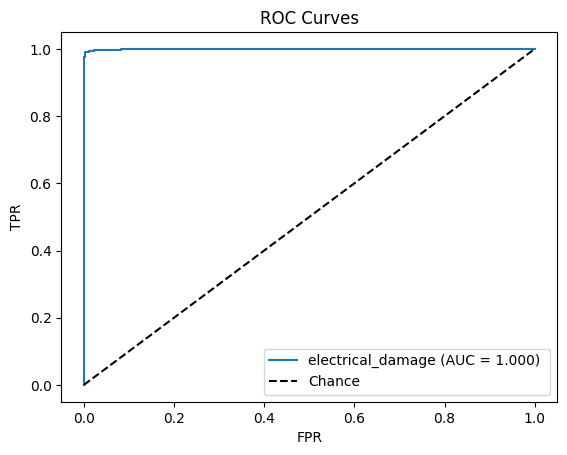 ROC Curves
TPR
1.0
0.8
0.6
0.4
0.2
0.0
electrical_damage (AUC = 1.000)
Chance
0.0 0.2 0.4 0.6 0.8 1.0
FPR